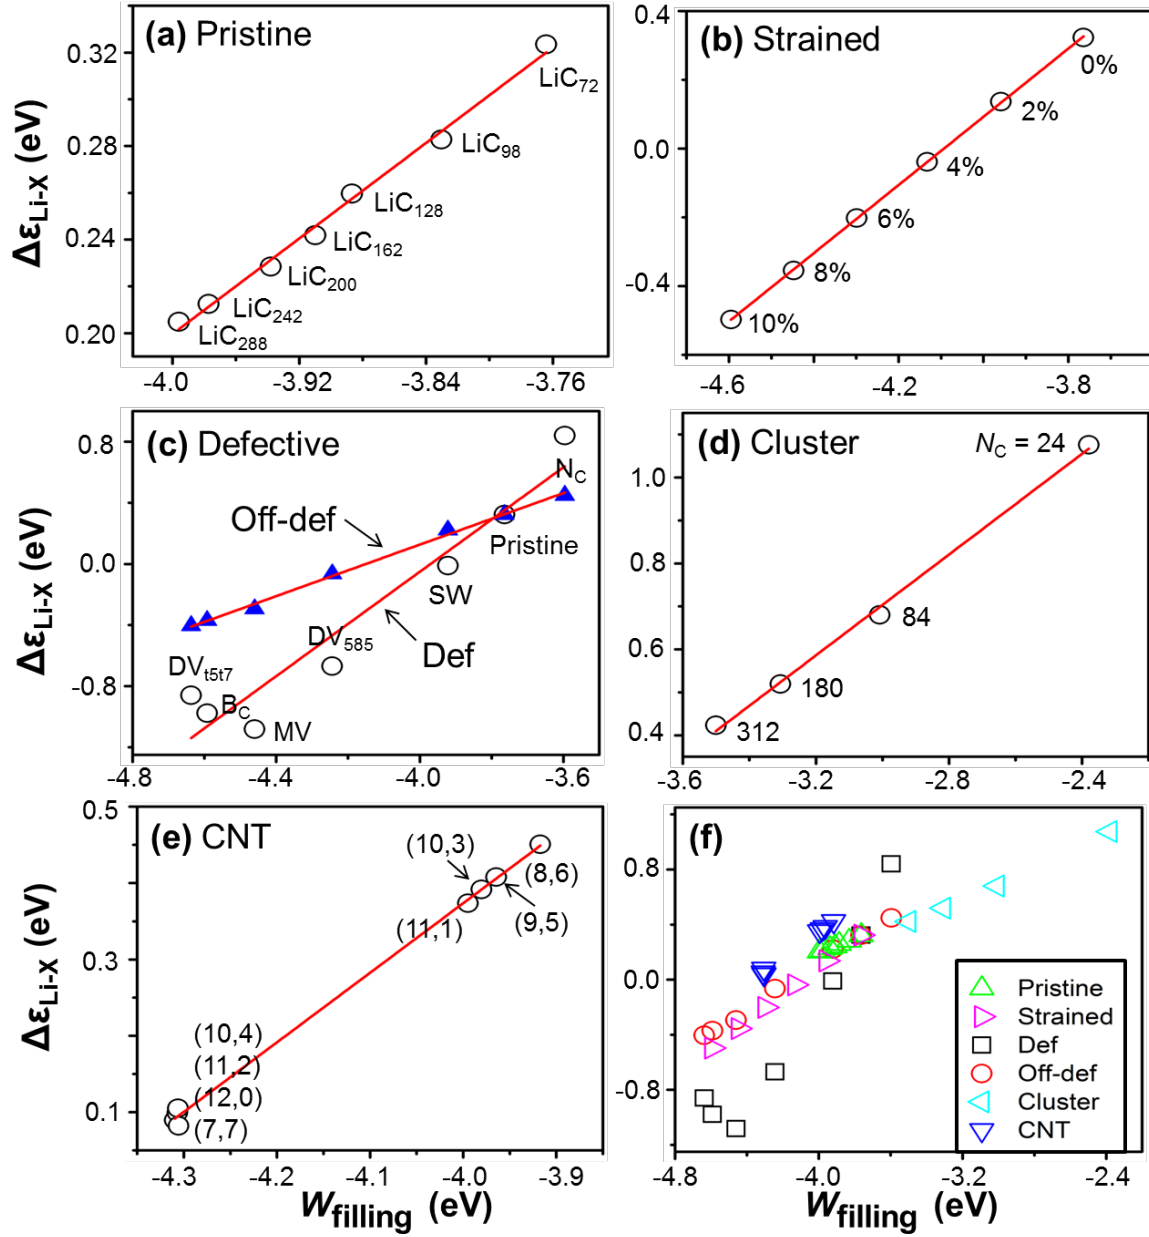 (a) Pristine
0.32
0.28
0.24
0.20
Δε_Li-X (eV)
LiC₇₂
LiC₉₈
LiC₁₂₈
LiC₁₆₂
LiC₂₀₀
LiC₂₄₂
LiC₂₈₈
-4.0 -3.92 -3.84 -3.76
(b) Strained
0.4
0.0
-0.4
0%
2%
4%
6%
8%
10%
-4.6 -4.2 -3.8
(c) Defective
0.8
0.0
-0.8
Δε_Li-X (eV)
N_C
Off-def
Pristine
SW
DV₅₈₅
Def
DV_t5t7
B_C
MV
-4.8 -4.4 -4.0 -3.6
(d) Cluster
1.0
0.8
0.6
0.4
N_C = 24
84
180
312
-3.6 -3.2 -2.8 -2.4
(e) CNT
0.5
0.3
0.1
Δε_Li-X (eV)
(10,3)
(8,6)
(9,5)
(11,1)
(10,4)
(11,2)
(12,0)
(7,7)
-4.3 -4.2 -4.1 -4.0 -3.9
W_filling (eV)
(f)
0.8
0.0
-0.8
Pristine
Strained
Def
Off-def
Cluster
CNT
-4.8 -4.0 -3.2 -2.4
W_filling (eV)